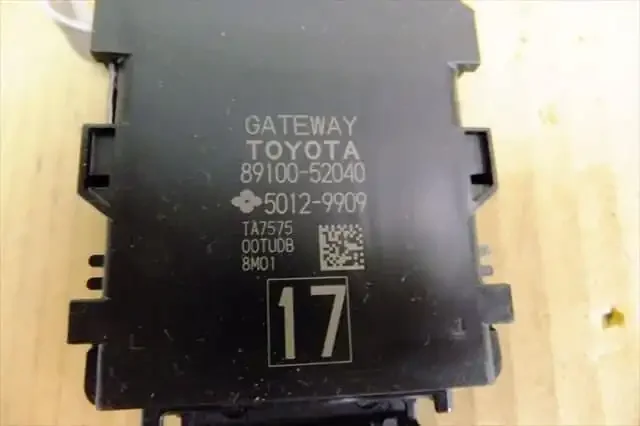 GATEWAY
TOYOTA
89100-52040
5012-9909
TA7575
00TUDB
8M01
17